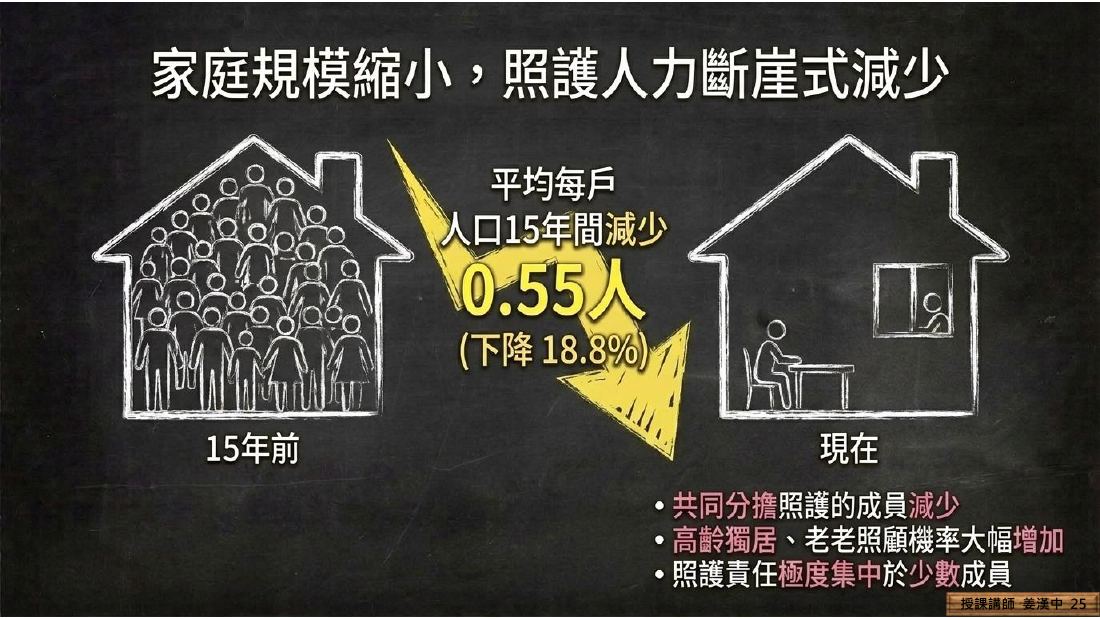 家庭規模縮小，照護人力斷崖式減少
平均每戶
人口15年間減少
0.55人
(下降 18.8%)
15年前
現在
• 共同分擔照護的成員減少
• 高齡獨居、老老照顧機率大幅增加
• 照護責任極度集中於少數成員
授課講師 姜漢中 25